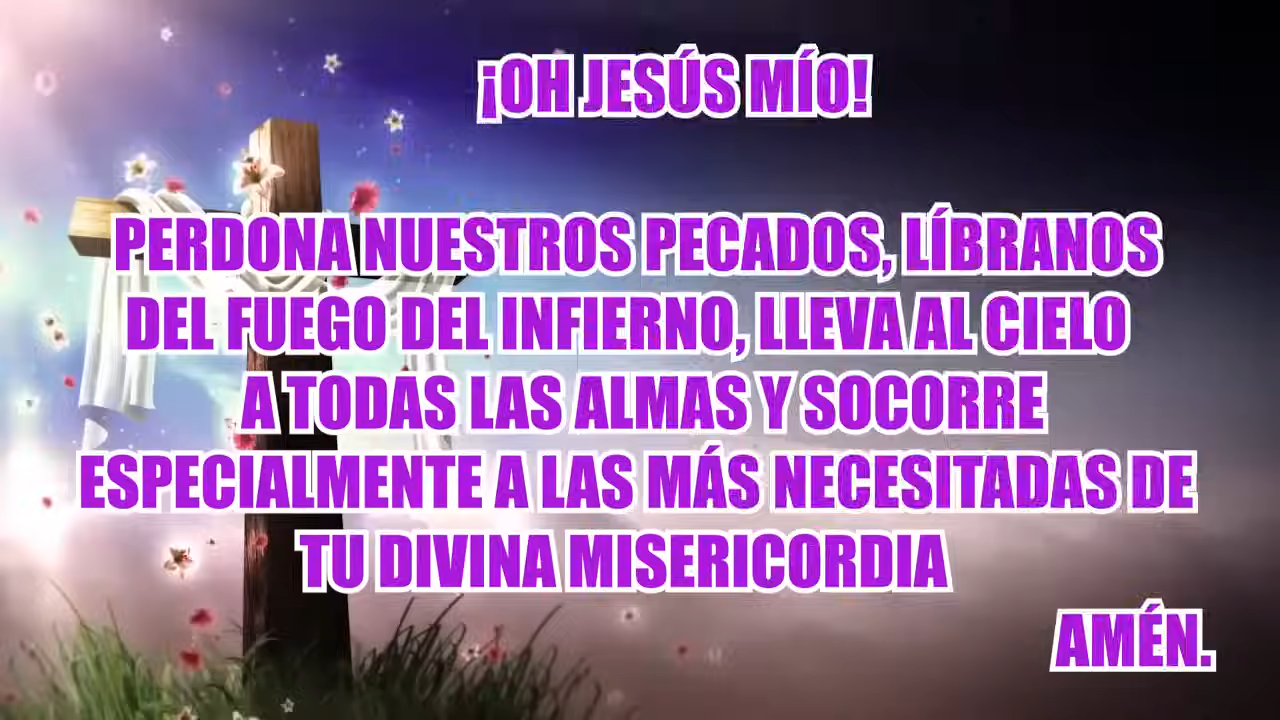 ¡OH JESÚS MÍO!
PERDONA NUESTROS PECADOS, LÍBRANOS
DEL FUEGO DEL INFIERNO, LLEVA AL CIELO
A TODAS LAS ALMAS Y SOCORRE
ESPECIALMENTE A LAS MÁS NECESITADAS DE
TU DIVINA MISERICORDIA
AMÉN.